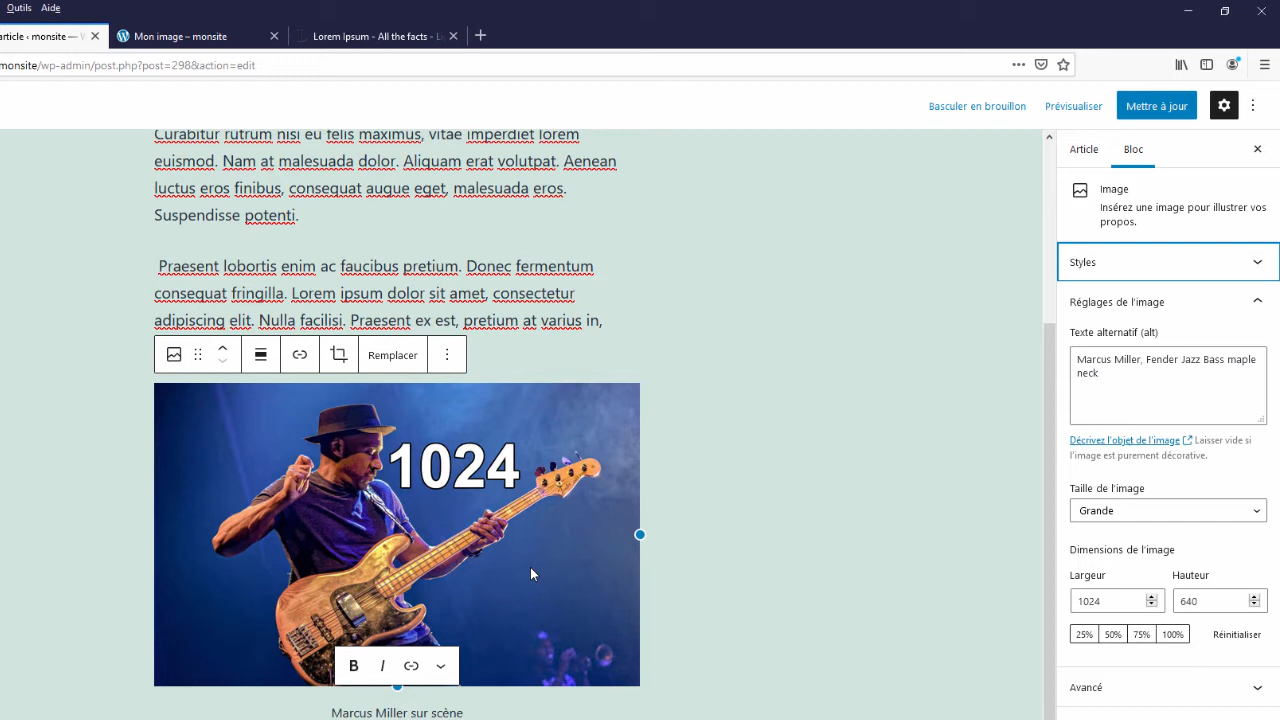 Outils Aide
article ‹ monsite — W
Mon image – monsite
Lorem Ipsum - All the facts - Li
monsite/wp-admin/post.php?post=298&action=edit
Basculer en brouillon
Prévisualiser
Mettre à jour
Curabitur rutrum nisi eu felis maximus, vitae imperdiet lorem
euismod. Nam at malesuada dolor. Aliquam erat volutpat. Aenean
luctus eros finibus, consequat augue eget, malesuada eros.
Suspendisse potenti.
Praesent lobortis enim ac faucibus pretium. Donec fermentum
consequat fringilla. Lorem ipsum dolor sit amet, consectetur
adipiscing elit. Nulla facilisi. Praesent ex est, pretium at varius in,
Remplacer
1024
B I
Marcus Miller sur scène
Article Bloc
Image
Insérez une image pour illustrer vos
propos.
Styles
Réglages de l'image
Texte alternatif (alt)
Marcus Miller, Fender Jazz Bass maple
neck
Décrivez l'objet de l'image Laisser vide si
l'image est purement décorative.
Taille de l'image
Grande
Dimensions de l'image
Largeur Hauteur
1024 640
25% 50% 75% 100% Réinitialiser
Avancé